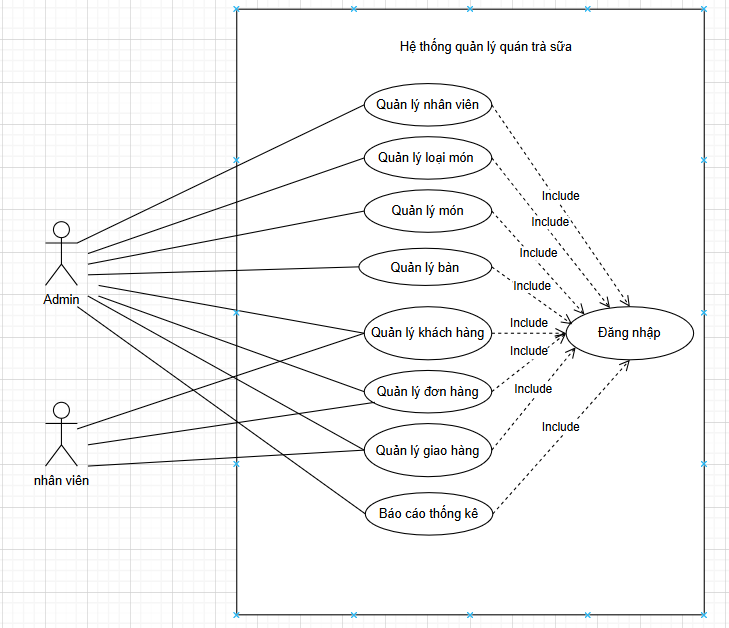 Hệ thống quản lý quán trà sữa
Quản lý nhân viên
Quản lý loại món
Include
Quản lý món
Include
Include
Quản lý bàn
Include
Admin
Include
Quản lý khách hàng
Đăng nhập
Include
Quản lý đơn hàng
Include
Include
Quản lý giao hàng
nhân viên
Báo cáo thống kê